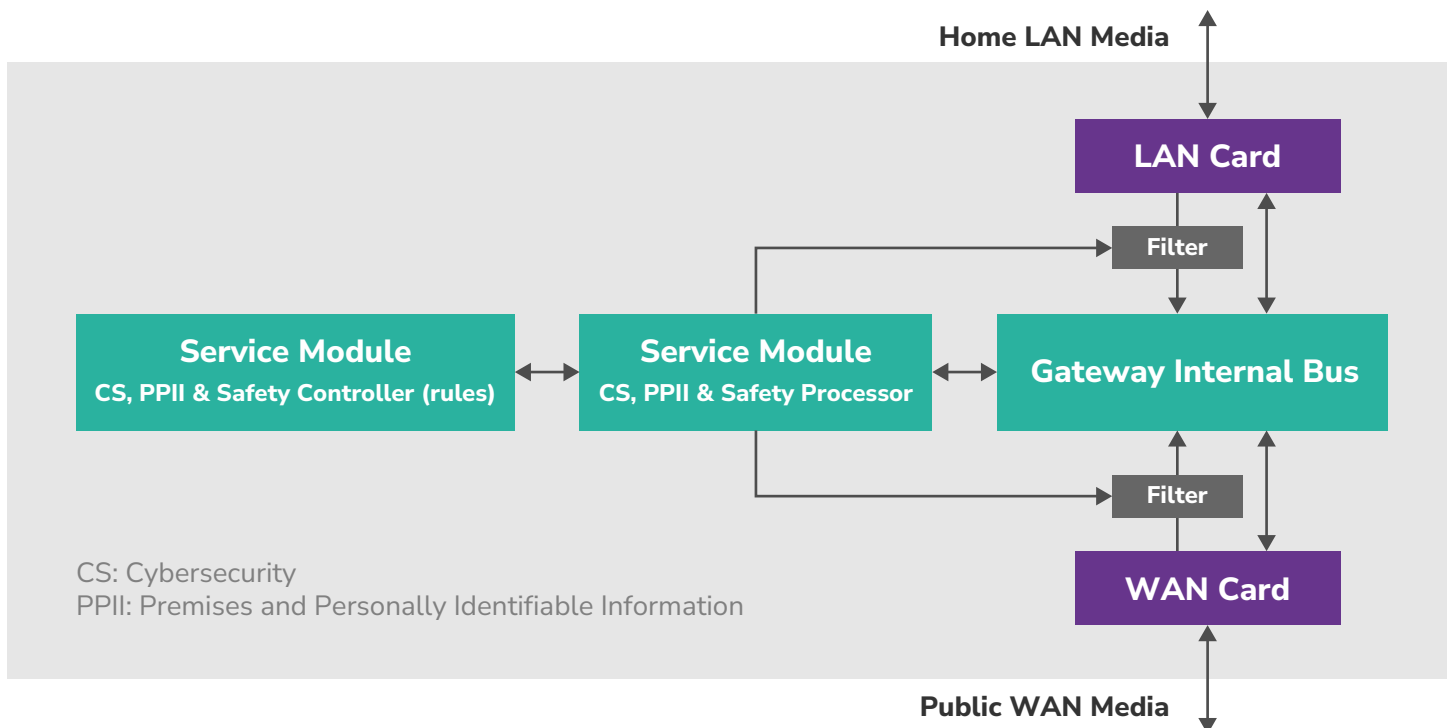 Home LAN Media
LAN Card
Filter
Service Module
CS, PPII & Safety Controller (rules)
Service Module
CS, PPII & Safety Processor
Gateway Internal Bus
Filter
WAN Card
CS: Cybersecurity
PPII: Premises and Personally Identifiable Information
Public WAN Media